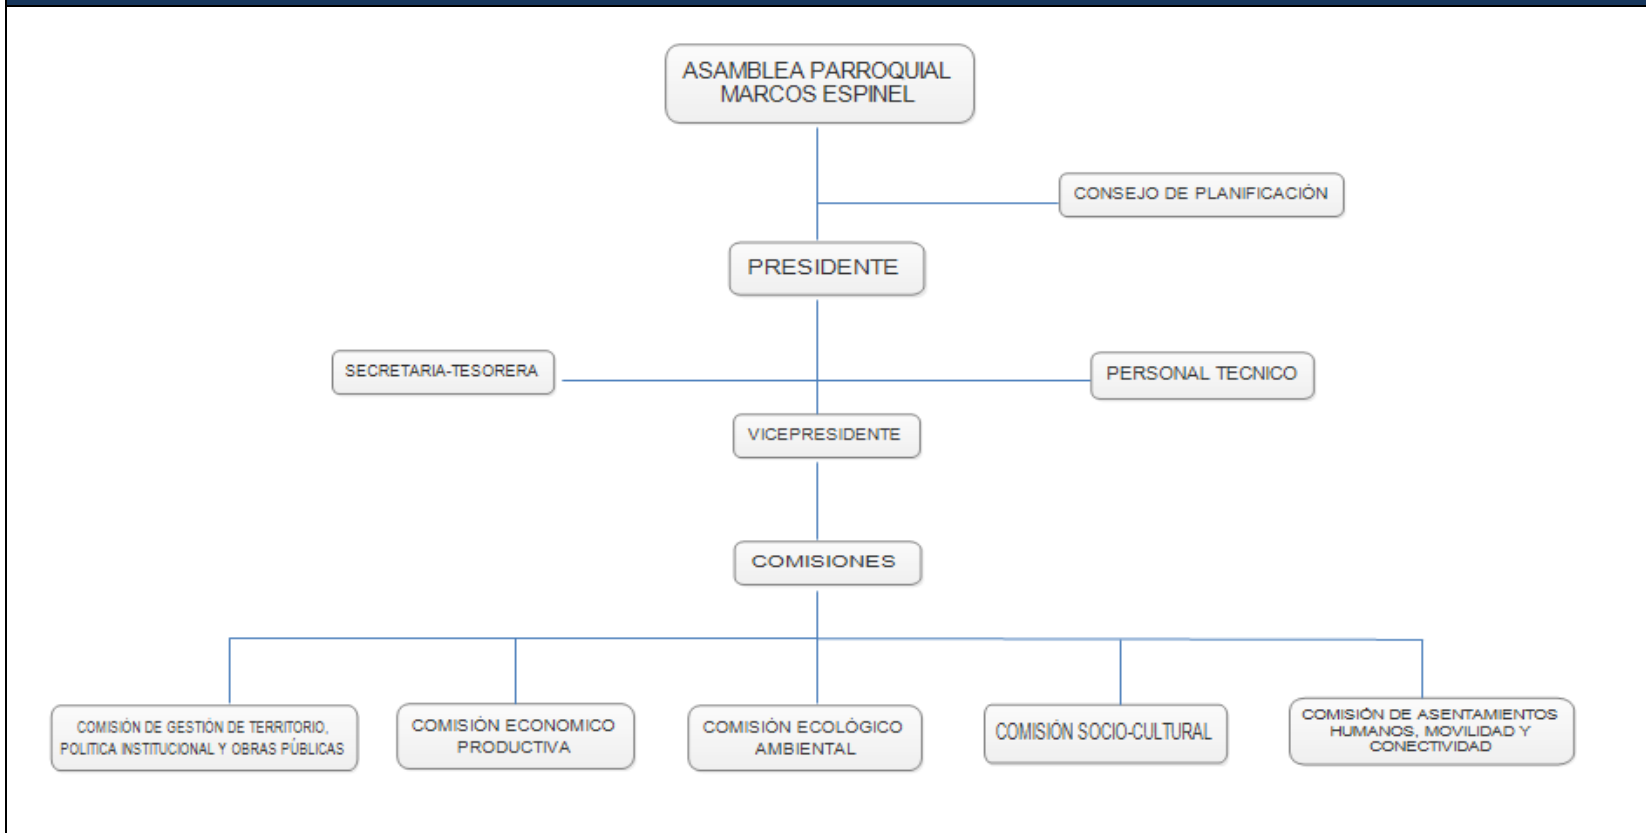 ASAMBLEA PARROQUIAL
MARCOS ESPINEL
CONSEJO DE PLANIFICACIÓN
PRESIDENTE
SECRETARIA-TESORERA
PERSONAL TECNICO
VICEPRESIDENTE
COMISIONES
COMISIÓN DE GESTIÓN DE TERRITORIO,
POLITICA INSTITUCIONAL Y OBRAS PÚBLICAS
COMISIÓN ECONOMICO
PRODUCTIVA
COMISIÓN ECOLÓGICO
AMBIENTAL
COMISIÓN SOCIO-CULTURAL
COMISIÓN DE ASENTAMIENTOS
HUMANOS, MOVILIDAD Y
CONECTIVIDAD